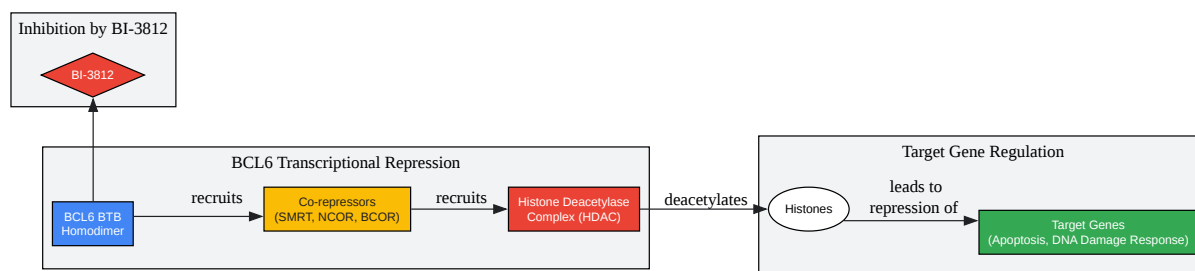 Inhibition by BI-3812
BI-3812
BCL6 Transcriptional Repression
BCL6 BTB
Homodimer
recruits
Co-repressors
(SMRT, NCOR, BCOR)
recruits
Histone Deacetylase
Complex (HDAC)
deacetylates
Target Gene Regulation
Histones
leads to
repression of
Target Genes
(Apoptosis, DNA Damage Response)